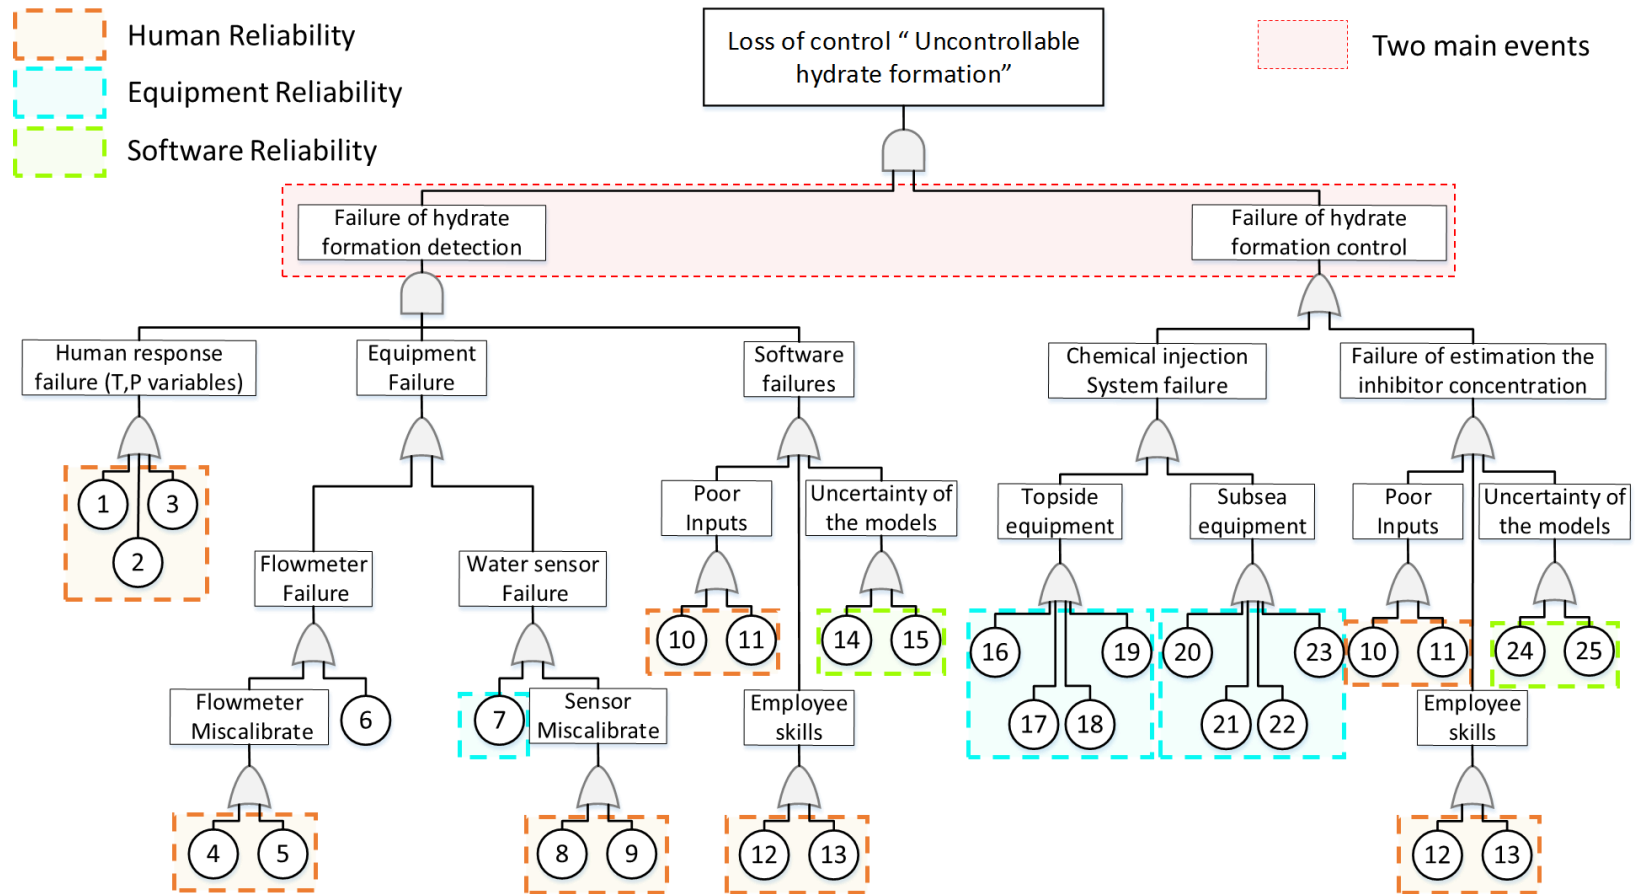 Human Reliability
Equipment Reliability
Software Reliability
Loss of control “ Uncontrollable
hydrate formation”
Two main events
Failure of hydrate
formation detection
Failure of hydrate
formation control
Human response
failure (T,P variables)
Equipment
Failure
Software
failures
Chemical injection
System failure
Failure of estimation the
inhibitor concentration
1
3
2
Poor
Inputs
Uncertainty of
the models
Topside
equipment
Subsea
equipment
Poor
Inputs
Uncertainty of
the models
Flowmeter
Failure
Water sensor
Failure
10
11
14
15
16
19
20
23
10
11
24
25
17
18
21
22
Flowmeter
Miscalibrate
6
7
Sensor
Miscalibrate
Employee
skills
Employee
skills
4
5
8
9
12
13
12
13